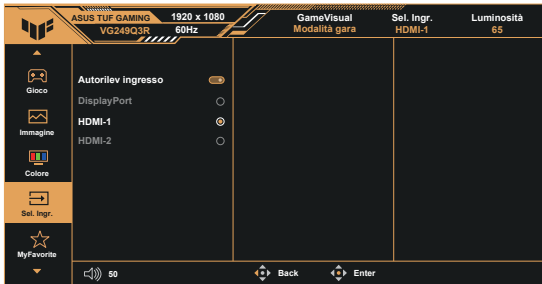 ASUS TUF GAMING 1920 x 1080 GameVisual Sel. Ingr. Luminosità
VG249Q3R 60Hz Modalità gara HDMI-1 65
Gioco
Autorilev ingresso
DisplayPort
HDMI-1
HDMI-2
Immagine
Colore
Sel. Ingr.
MyFavorite
50 Back Enter